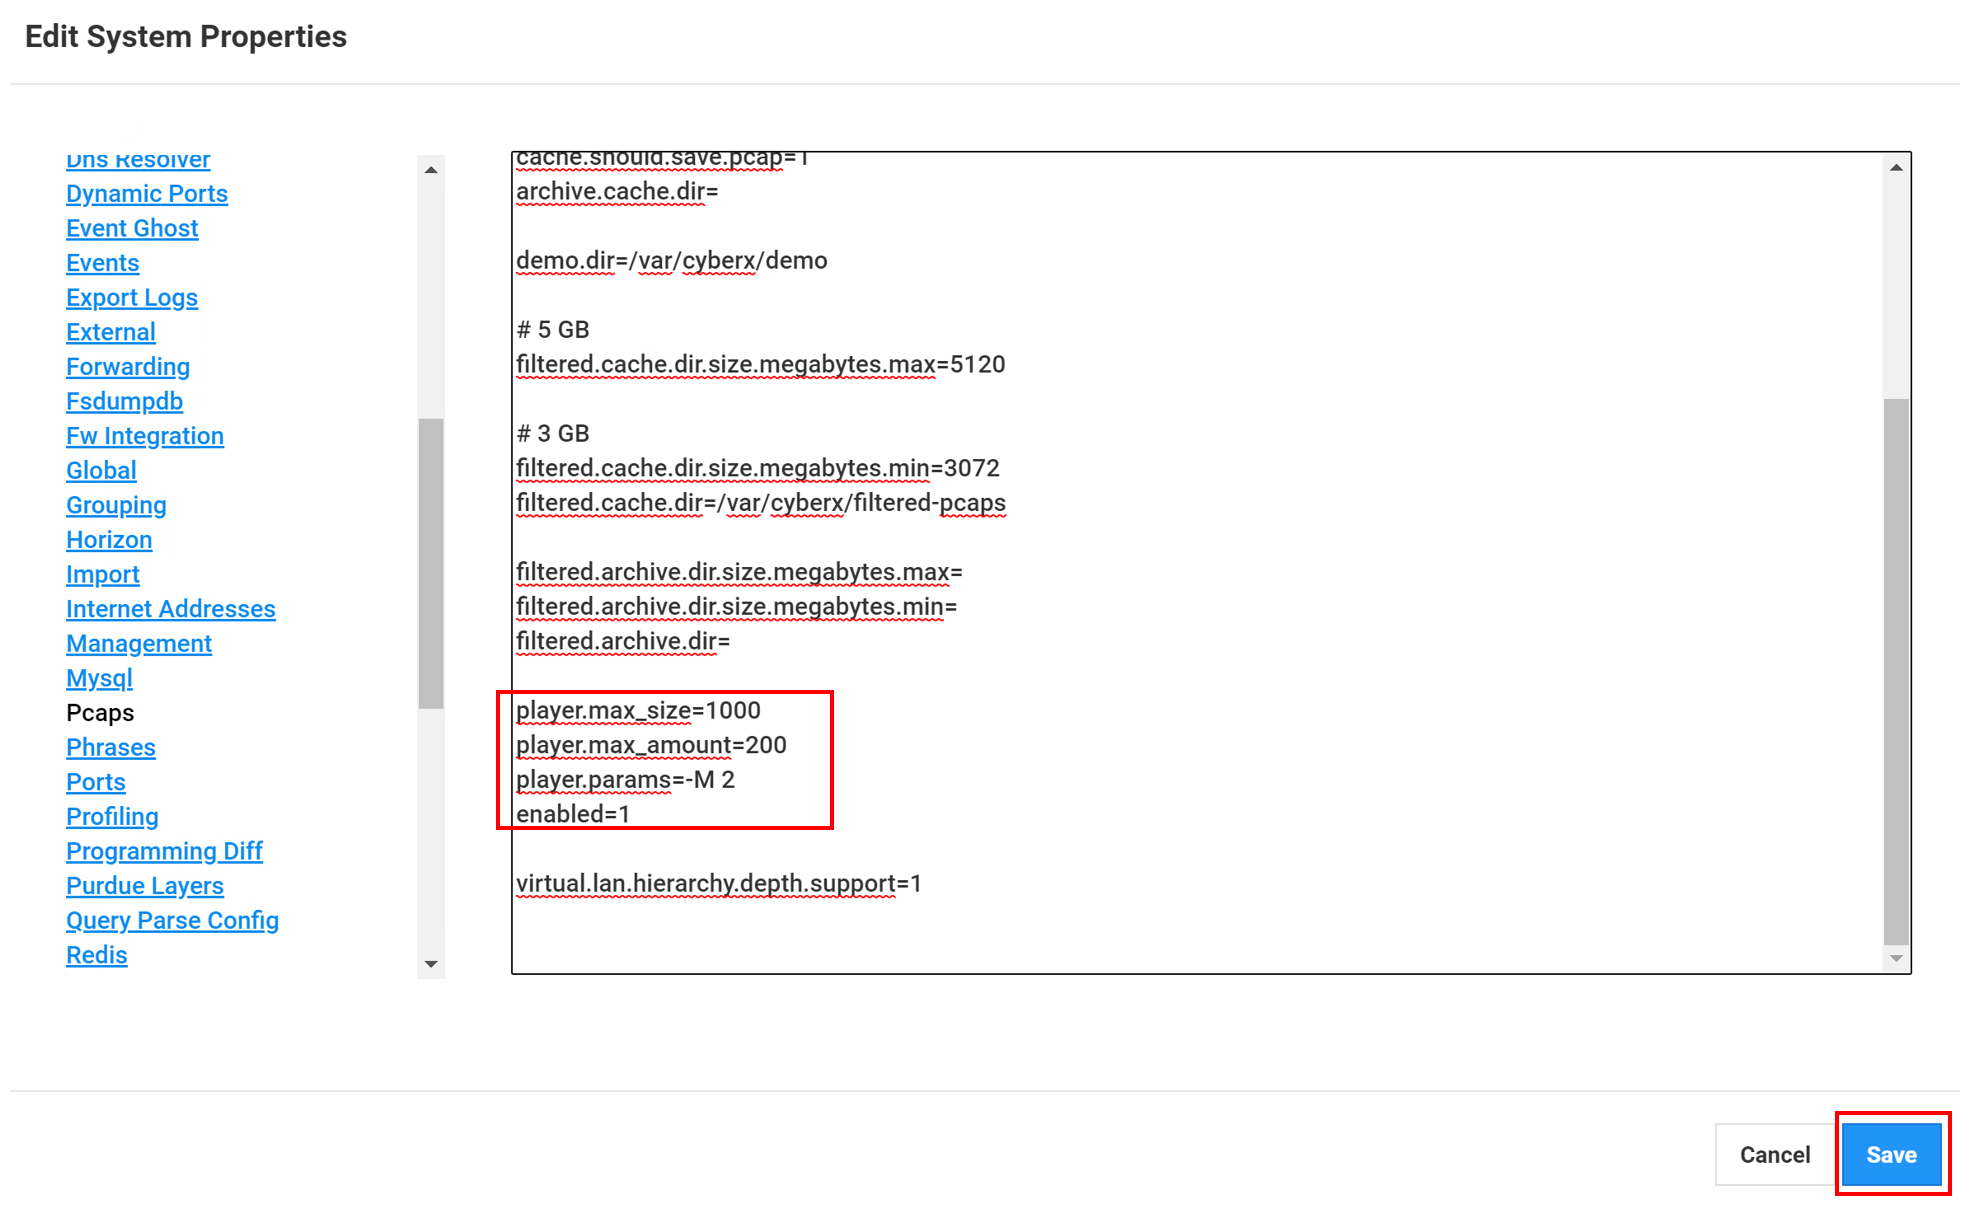 Edit System Properties
Dns Resolver
Dynamic Ports
Event Ghost
Events
Export Logs
External
Forwarding
Fsdumpdb
Fw Integration
Global
Grouping
Horizon
Import
Internet Addresses
Management
Mysql
Pcaps
Phrases
Ports
Profiling
Programming Diff
Purdue Layers
Query Parse Config
Redis
cache.should.save.pcap=1
archive.cache.dir=
demo.dir=/var/cyberx/demo
# 5 GB
filtered.cache.dir.size.megabytes.max=5120
# 3 GB
filtered.cache.dir.size.megabytes.min=3072
filtered.cache.dir=/var/cyberx/filtered-pcaps
filtered.archive.dir.size.megabytes.max=
filtered.archive.dir.size.megabytes.min=
filtered.archive.dir=
player.max_size=1000
player.max_amount=200
player.params=-M 2
enabled=1
virtual.lan.hierarchy.depth.support=1
Cancel
Save